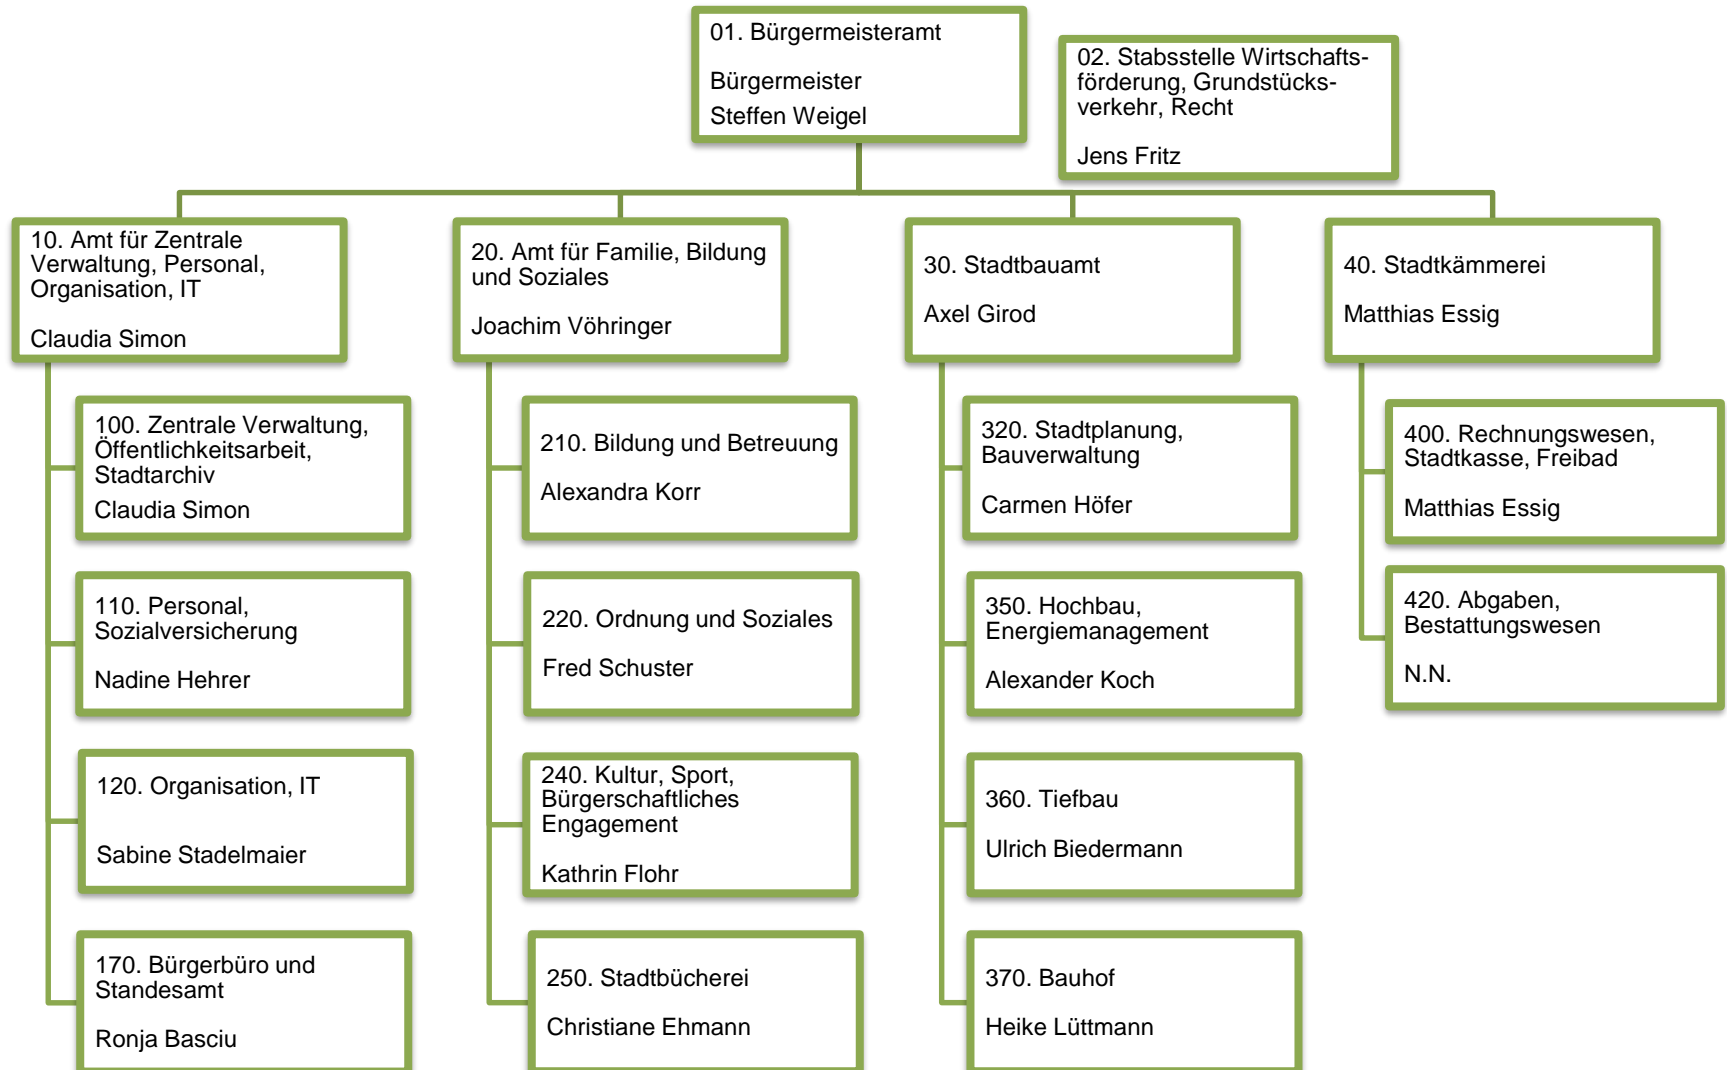 01. Bürgermeisteramt
Bürgermeister
Steffen Weigel
02. Stabsstelle Wirtschafts-
förderung, Grundstücks-
verkehr, Recht
Jens Fritz
10. Amt für Zentrale
Verwaltung, Personal,
Organisation, IT
Claudia Simon
100. Zentrale Verwaltung,
Öffentlichkeitsarbeit,
Stadtarchiv
Claudia Simon
110. Personal,
Sozialversicherung
Nadine Hehrer
120. Organisation, IT
Sabine Stadelmaier
170. Bürgerbüro und
Standesamt
Ronja Basciu
20. Amt für Familie, Bildung
und Soziales
Joachim Vöhringer
210. Bildung und Betreuung
Alexandra Korr
220. Ordnung und Soziales
Fred Schuster
240. Kultur, Sport,
Bürgerschaftliches
Engagement
Kathrin Flohr
250. Stadtbücherei
Christiane Ehmann
30. Stadtbauamt
Axel Girod
320. Stadtplanung,
Bauverwaltung
Carmen Höfer
350. Hochbau,
Energiemanagement
Alexander Koch
360. Tiefbau
Ulrich Biedermann
370. Bauhof
Heike Lüttmann
40. Stadtkämmerei
Matthias Essig
400. Rechnungswesen,
Stadtkasse, Freibad
Matthias Essig
420. Abgaben,
Bestattungswesen
N.N.